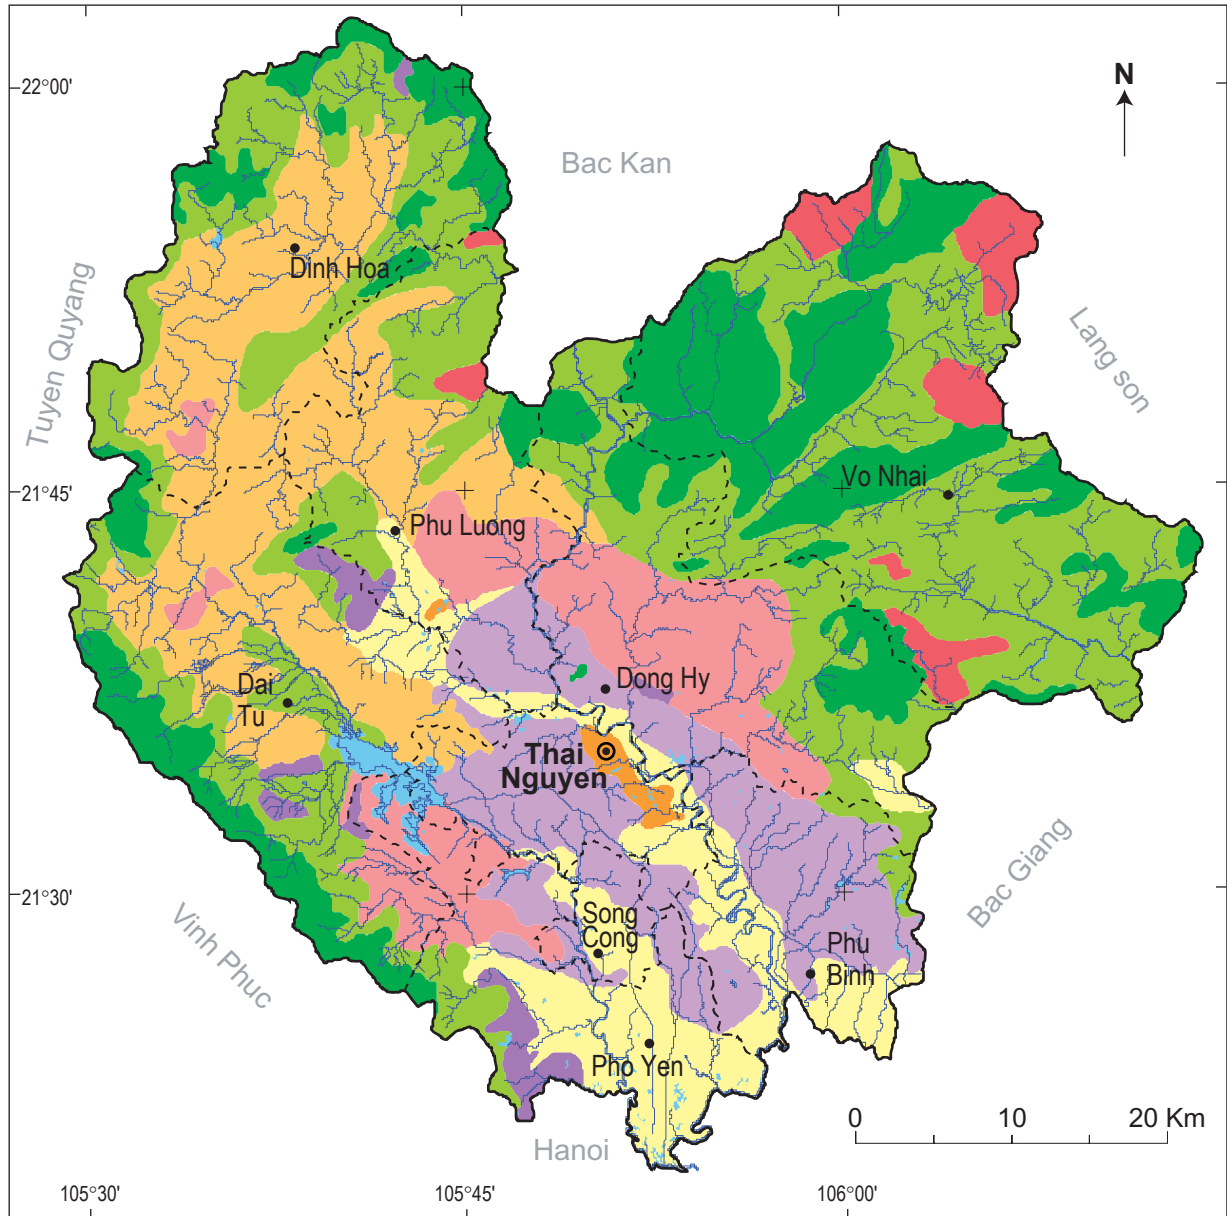 22°00'
N
Bac Kan
Dinh Hoa
Tuyen Quyang
Lang son
Vo Nhai
21°45'
Phu Luong
Dai
Tu
Dong Hy
Thai
Nguyen
21°30'
Bac Giang
Vinh Phuc
Song
Cong
Phu
Binh
Pho Yen
0 10 20 Km
Hanoi
105°30' 105°45' 106°00'